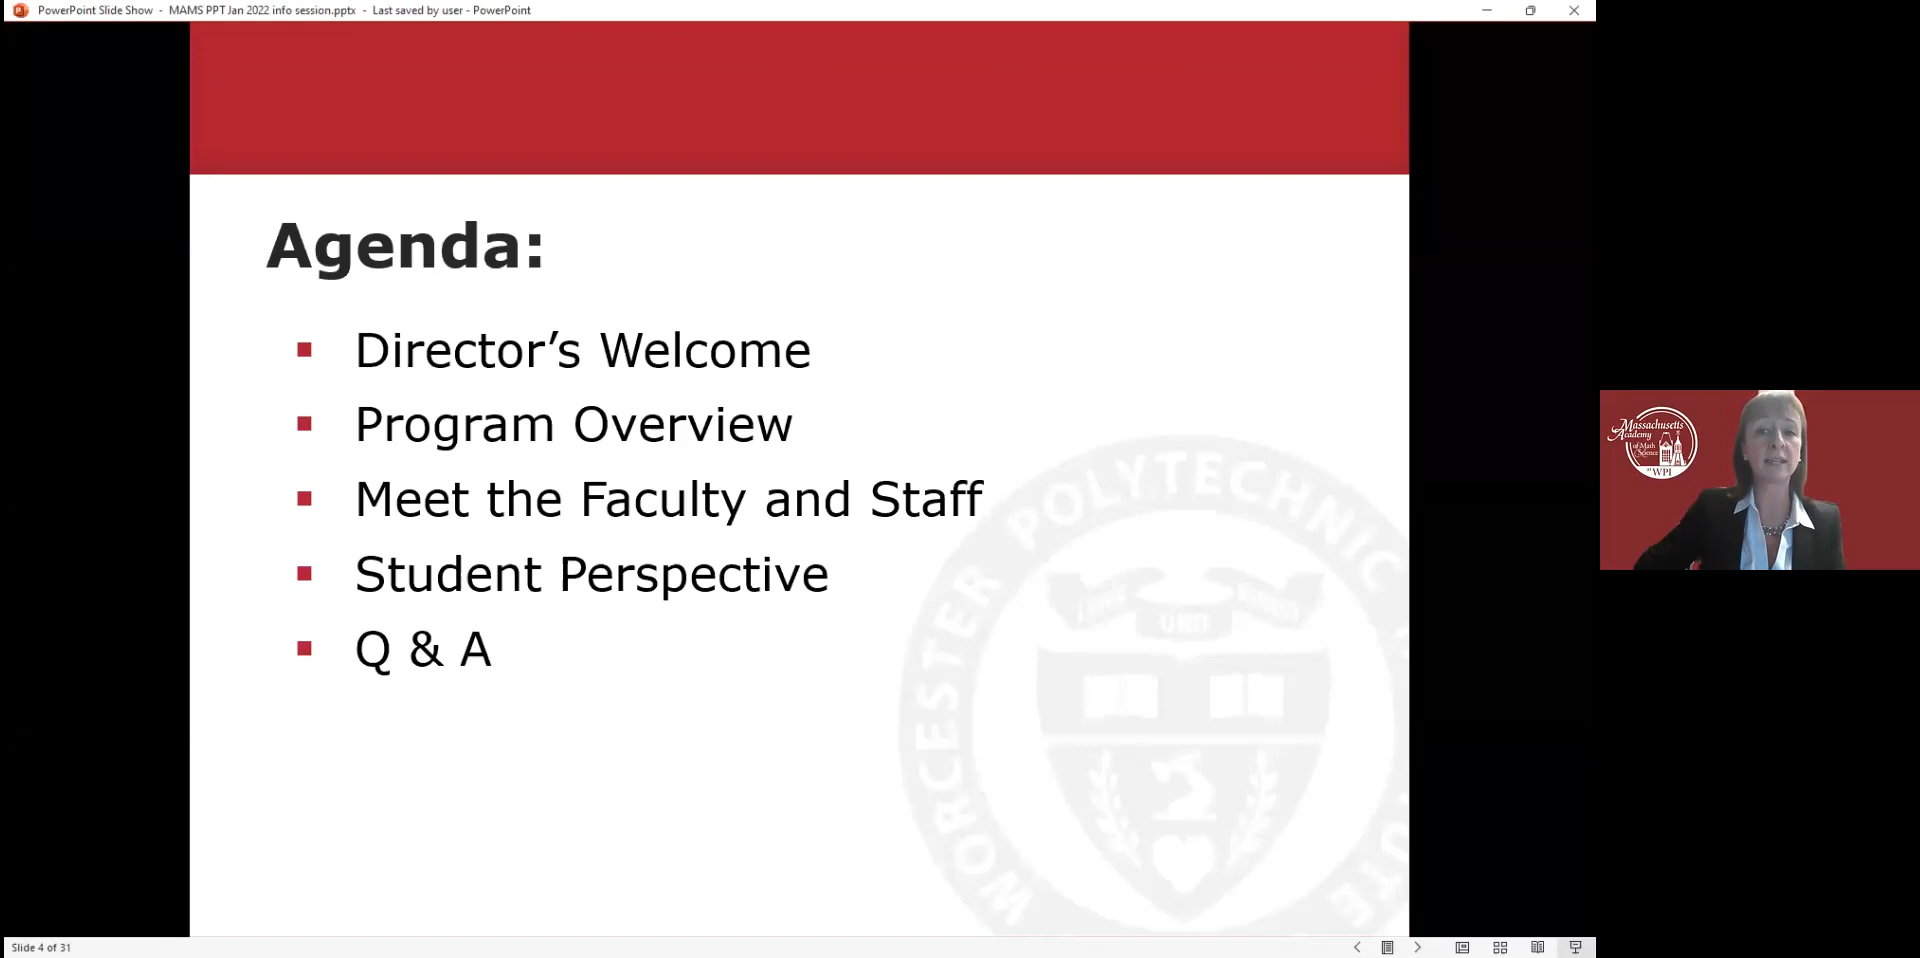 PowerPoint Slide Show - MAMS PPT Jan 2022 info session.pptx - Last saved by user - PowerPoint
Agenda:
▪ Director’s Welcome
▪ Program Overview
▪ Meet the Faculty and Staff
▪ Student Perspective
▪ Q & A
WORCESTER POLYTECHNIC
Massachusetts
Academy
of Math
Science
at WPI
Slide 4 of 31